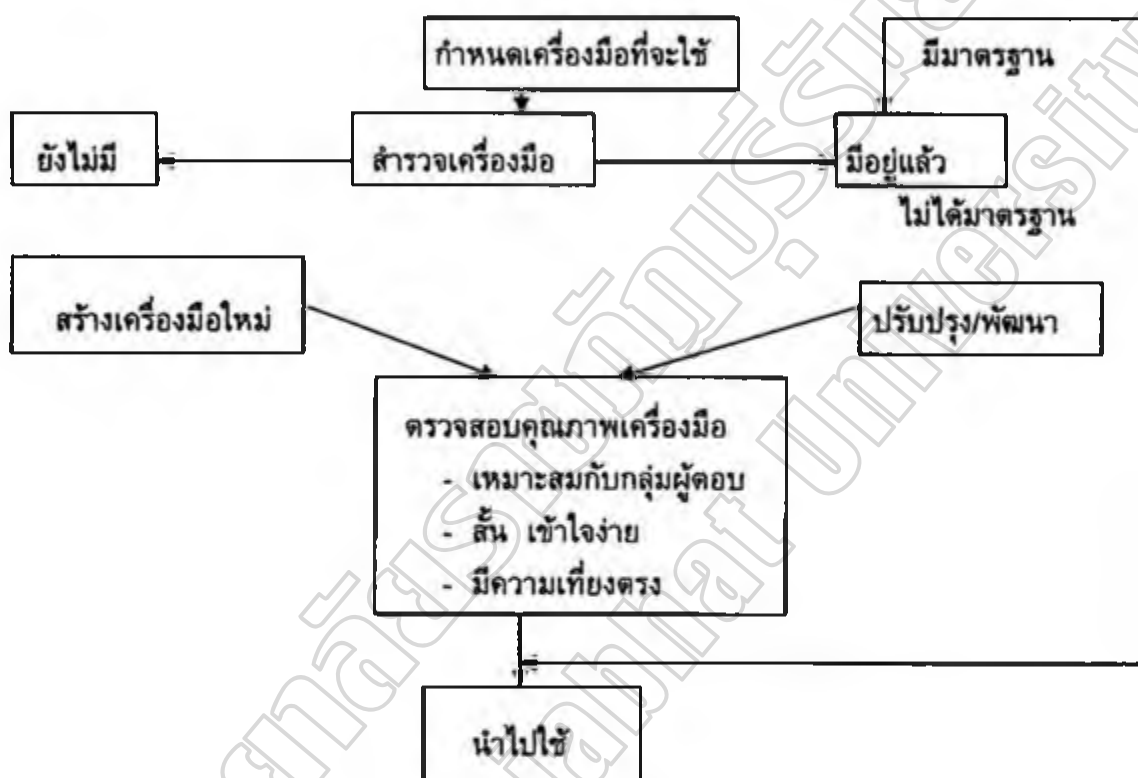 กำหนดเครื่องมือที่จะใช้
มีมาตรฐาน
ยังไม่มี
สำรวจเครื่องมือ
มีอยู่แล้ว
ไม่ได้มาตรฐาน
สร้างเครื่องมือใหม่
ปรับปรุง/พัฒนา
ตรวจสอบคุณภาพเครื่องมือ
- เหมาะสมกับกลุ่มผู้ตอบ
- สั้น เข้าใจง่าย
- มีความเที่ยงตรง
นำไปใช้